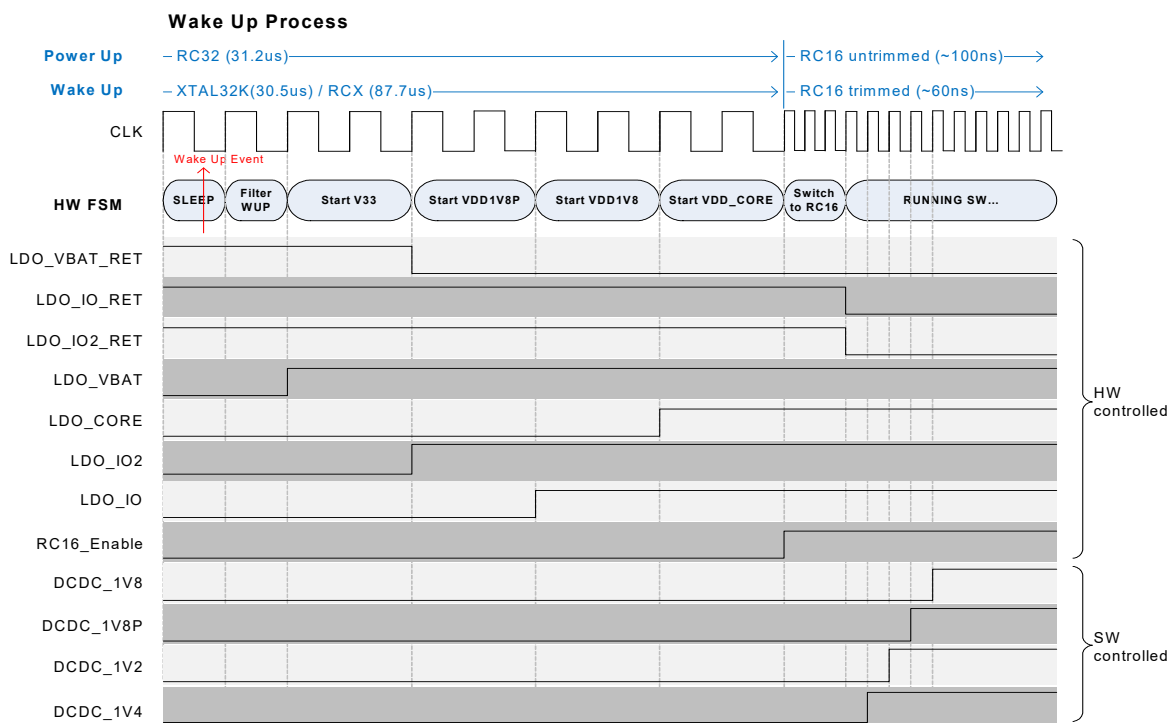 Wake Up Process
Power Up
RC32 (31.2us)
RC16 untrimmed (~100ns)
Wake Up
XTAL32K(30.5us) / RCX (87.7us)
RC16 trimmed (~60ns)
CLK
Wake Up Event
HW FSM
SLEEP
Filter
WUP
Start V33
Start VDD1V8P
Start VDD1V8
Start VDD_CORE
Switch
to RC16
RUNNING SW...
LDO_VBAT_RET
LDO_IO_RET
LDO_IO2_RET
LDO_VBAT
LDO_CORE
LDO_IO2
LDO_IO
RC16_Enable
HW
controlled
DCDC_1V8
DCDC_1V8P
DCDC_1V2
DCDC_1V4
SW
controlled